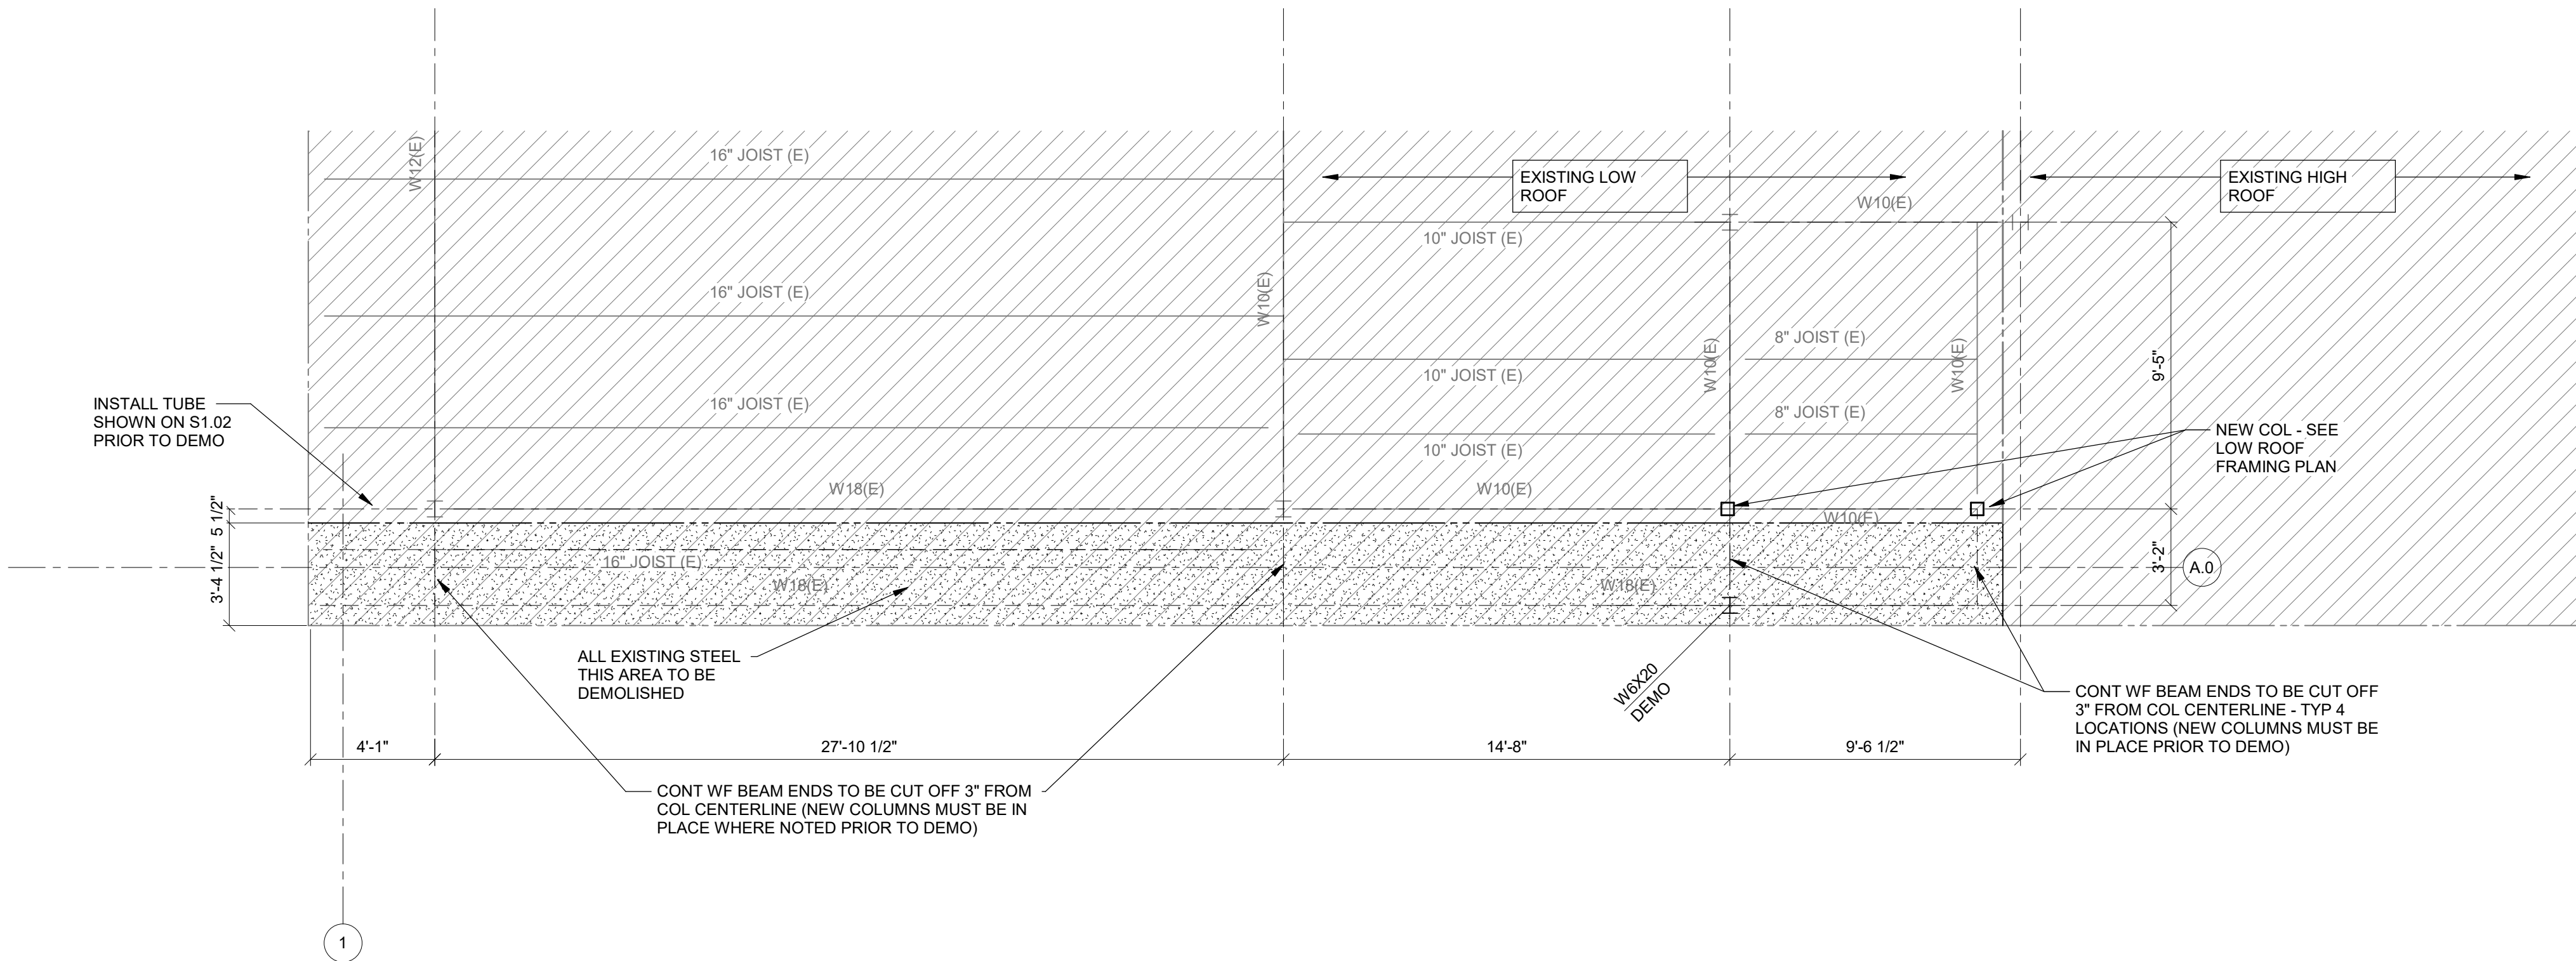 W12(E)
16" JOIST (E)
EXISTING LOW
ROOF
EXISTING HIGH
ROOF
W10(E)
10" JOIST (E)
16" JOIST (E)
W10(E)
8" JOIST (E)
W10(E)
W10(E)
9'-5"
10" JOIST (E)
16" JOIST (E)
8" JOIST (E)
INSTALL TUBE
SHOWN ON S1.02
PRIOR TO DEMO
10" JOIST (E)
NEW COL - SEE
LOW ROOF
FRAMING PLAN
W18(E)
W10(E)
5 1/2"
W10(E)
3'-4 1/2"
16" JOIST (E)
W18(E)
W18(E)
3'-2"
A.0
ALL EXISTING STEEL
THIS AREA TO BE
DEMOLISHED
W6X20
DEMO
CONT WF BEAM ENDS TO BE CUT OFF
3" FROM COL CENTERLINE - TYP 4
LOCATIONS (NEW COLUMNS MUST BE
IN PLACE PRIOR TO DEMO)
4'-1"
27'-10 1/2"
14'-8"
9'-6 1/2"
CONT WF BEAM ENDS TO BE CUT OFF 3" FROM
COL CENTERLINE (NEW COLUMNS MUST BE IN
PLACE WHERE NOTED PRIOR TO DEMO)
1